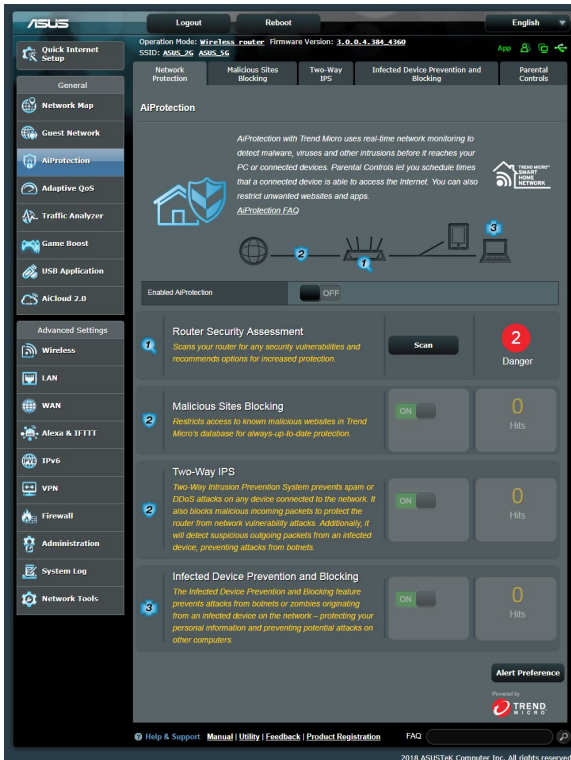 ASUS
Logout
Reboot
English
Quick Internet
Setup
General
Network Map
Guest Network
AiProtection
Adaptive QoS
Traffic Analyzer
Game Boost
USB Application
AiCloud 2.0
Advanced Settings
Wireless
LAN
WAN
Alexa & IFTTT
IPv6
VPN
Firewall
Administration
System Log
Network Tools
Operation Mode: Wireless router Firmware Version: 3.0.0.4.384_4360
SSID: ASUS_2G ASUS_5G
App
Network
Protection
Malicious Sites
Blocking
Two-Way
IPS
Infected Device Prevention and
Blocking
Parental
Controls
AiProtection
AiProtection with Trend Micro uses real-time network monitoring to
detect malware, viruses and other intrusions before it reaches your
PC or connected devices. Parental Controls let you schedule times
that a connected device is able to access the Internet. You can also
restrict unwanted websites and apps.
AiProtection FAQ
TREND MICRO™
SMART
HOME
NETWORK
2
1
3
Enabled AiProtection
OFF
1
Router Security Assessment
Scans your router for any security vulnerabilities and
recommends options for increased protection.
Scan
2
Danger
2
Malicious Sites Blocking
Restricts access to known malicious websites in Trend
Micro's database for always-up-to-date protection.
ON
0
Hits
2
Two-Way IPS
Two-Way Intrusion Prevention System prevents spam or
DDoS attacks on any device connected to the network. It
also blocks malicious incoming packets to protect the
router from network vulnerability attacks. Additionally, it
will detect suspicious outgoing packets from an infected
device, preventing attacks from botnets.
ON
0
Hits
3
Infected Device Prevention and Blocking
The Infected Device Prevention and Blocking feature
prevents attacks from botnets or zombies originating
from an infected device on the network – protecting your
personal information and preventing potential attacks on
other computers.
ON
0
Hits
Alert Preference
Powered by
TREND
MICRO
Help & Support Manual | Utility | Feedback | Product Registration FAQ
2018 ASUSTeK Computer Inc. All rights reserved